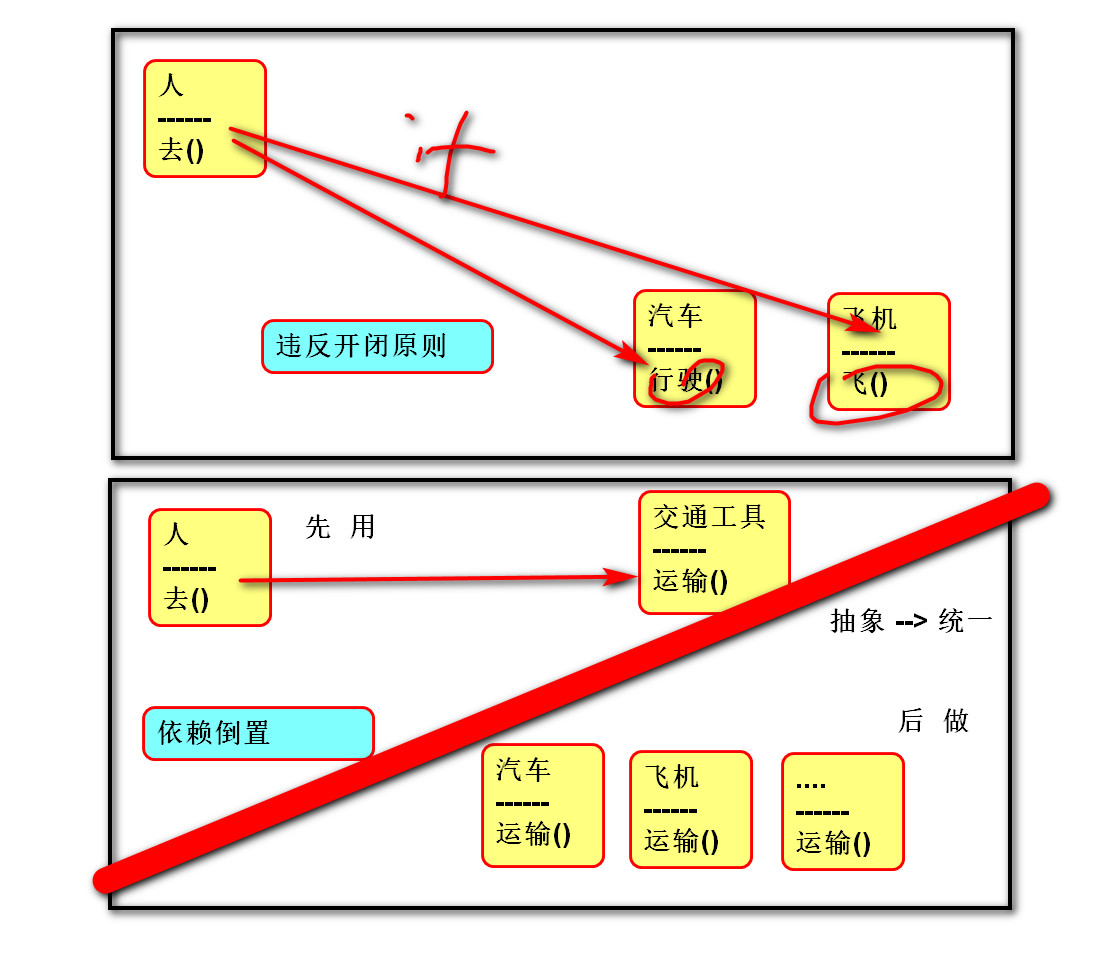 人
------
去()
违反开闭原则
汽车
------
行驶()
飞机
------
飞()
人
------
去()
先 用
交通工具
------
运输()
抽象 --> 统一
依赖倒置
后 做
汽车
------
运输()
飞机
------
运输()
....
------
运输()